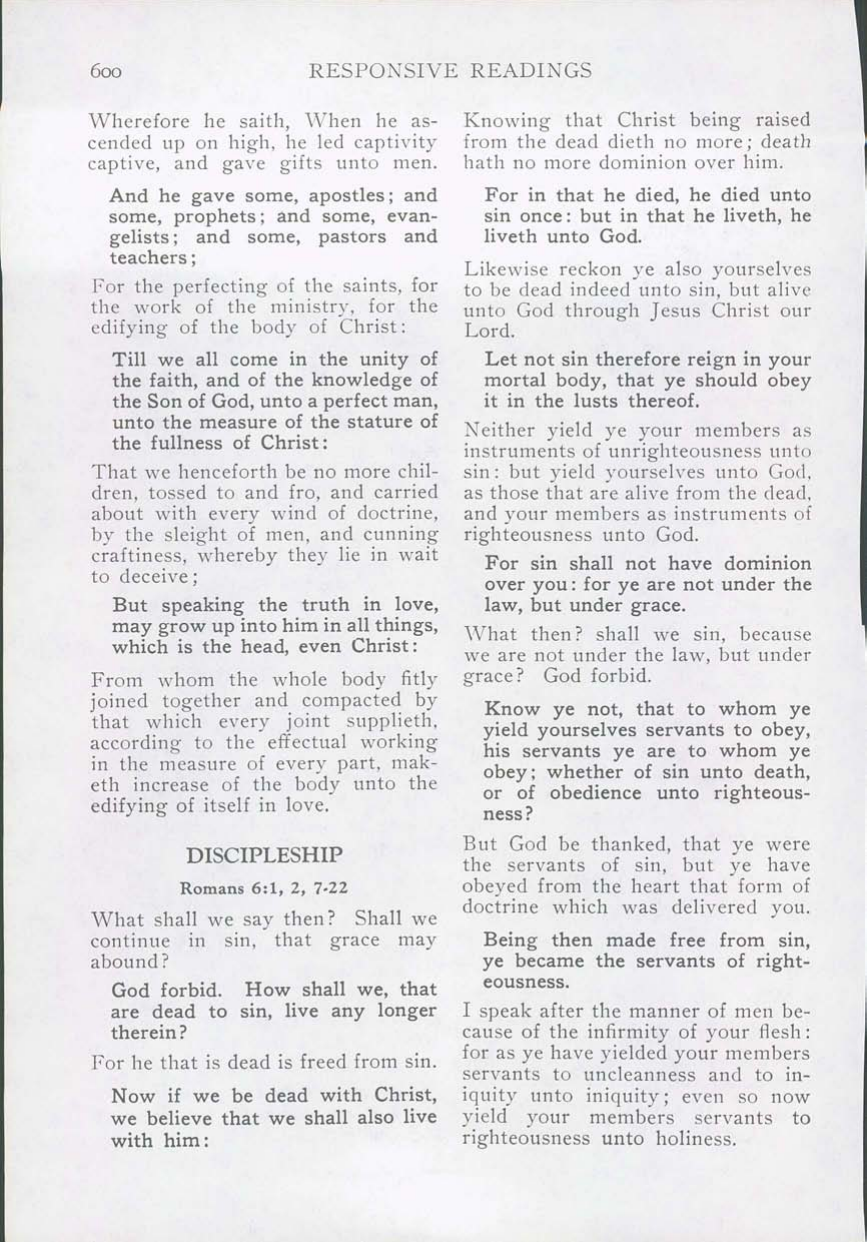 600
RESPONSIVE READINGS
Wherefore he saith, When he as-
cended up on high, he led captivity
captive, and gave gifts unto men.
And he gave some, apostles; and
some, prophets; and some, evan-
gelists; and some, pastors and
teachers;
For the perfecting of the saints, for
the work of the ministry, for the
edifying of the body of Christ:
Till we all come in the unity of
the faith, and of the knowledge of
the Son of God, unto a perfect man,
unto the measure of the stature of
the fullness of Christ:
That we henceforth be no more chil-
dren, tossed to and fro, and carried
about with every wind of doctrine,
by the sleight of men, and cunning
craftiness, whereby they lie in wait
to deceive;
But speaking the truth in love,
may grow up into him in all things,
which is the head, even Christ:
From whom the whole body fitly
joined together and compacted by
that which every joint supplieth,
according to the effectual working
in the measure of every part, mak-
eth increase of the body unto the
edifying of itself in love.
DISCIPLESHIP
Romans 6:1, 2, 7-22
What shall we say then? Shall we
continue in sin, that grace may
abound?
God forbid. How shall we, that
are dead to sin, live any longer
therein?
For he that is dead is freed from sin.
Now if we be dead with Christ,
we believe that we shall also live
with him:
Knowing that Christ being raised
from the dead dieth no more; death
hath no more dominion over him.
For in that he died, he died unto
sin once: but in that he liveth, he
liveth unto God.
Likewise reckon ye also yourselves
to be dead indeed unto sin, but alive
unto God through Jesus Christ our
Lord.
Let not sin therefore reign in your
mortal body, that ye should obey
it in the lusts thereof.
Neither yield ye your members as
instruments of unrighteousness unto
sin: but yield yourselves unto God,
as those that are alive from the dead,
and your members as instruments of
righteousness unto God.
For sin shall not have dominion
over you: for ye are not under the
law, but under grace.
What then? shall we sin, because
we are not under the law, but under
grace? God forbid.
Know ye not, that to whom ye
yield yourselves servants to obey,
his servants ye are to whom ye
obey; whether of sin unto death,
or of obedience unto righteous-
ness?
But God be thanked, that ye were
the servants of sin, but ye have
obeyed from the heart that form of
doctrine which was delivered you.
Being then made free from sin,
ye became the servants of right-
eousness.
I speak after the manner of men be-
cause of the infirmity of your flesh:
for as ye have yielded your members
servants to uncleanness and to in-
iquity unto iniquity; even so now
yield your members servants to
righteousness unto holiness.